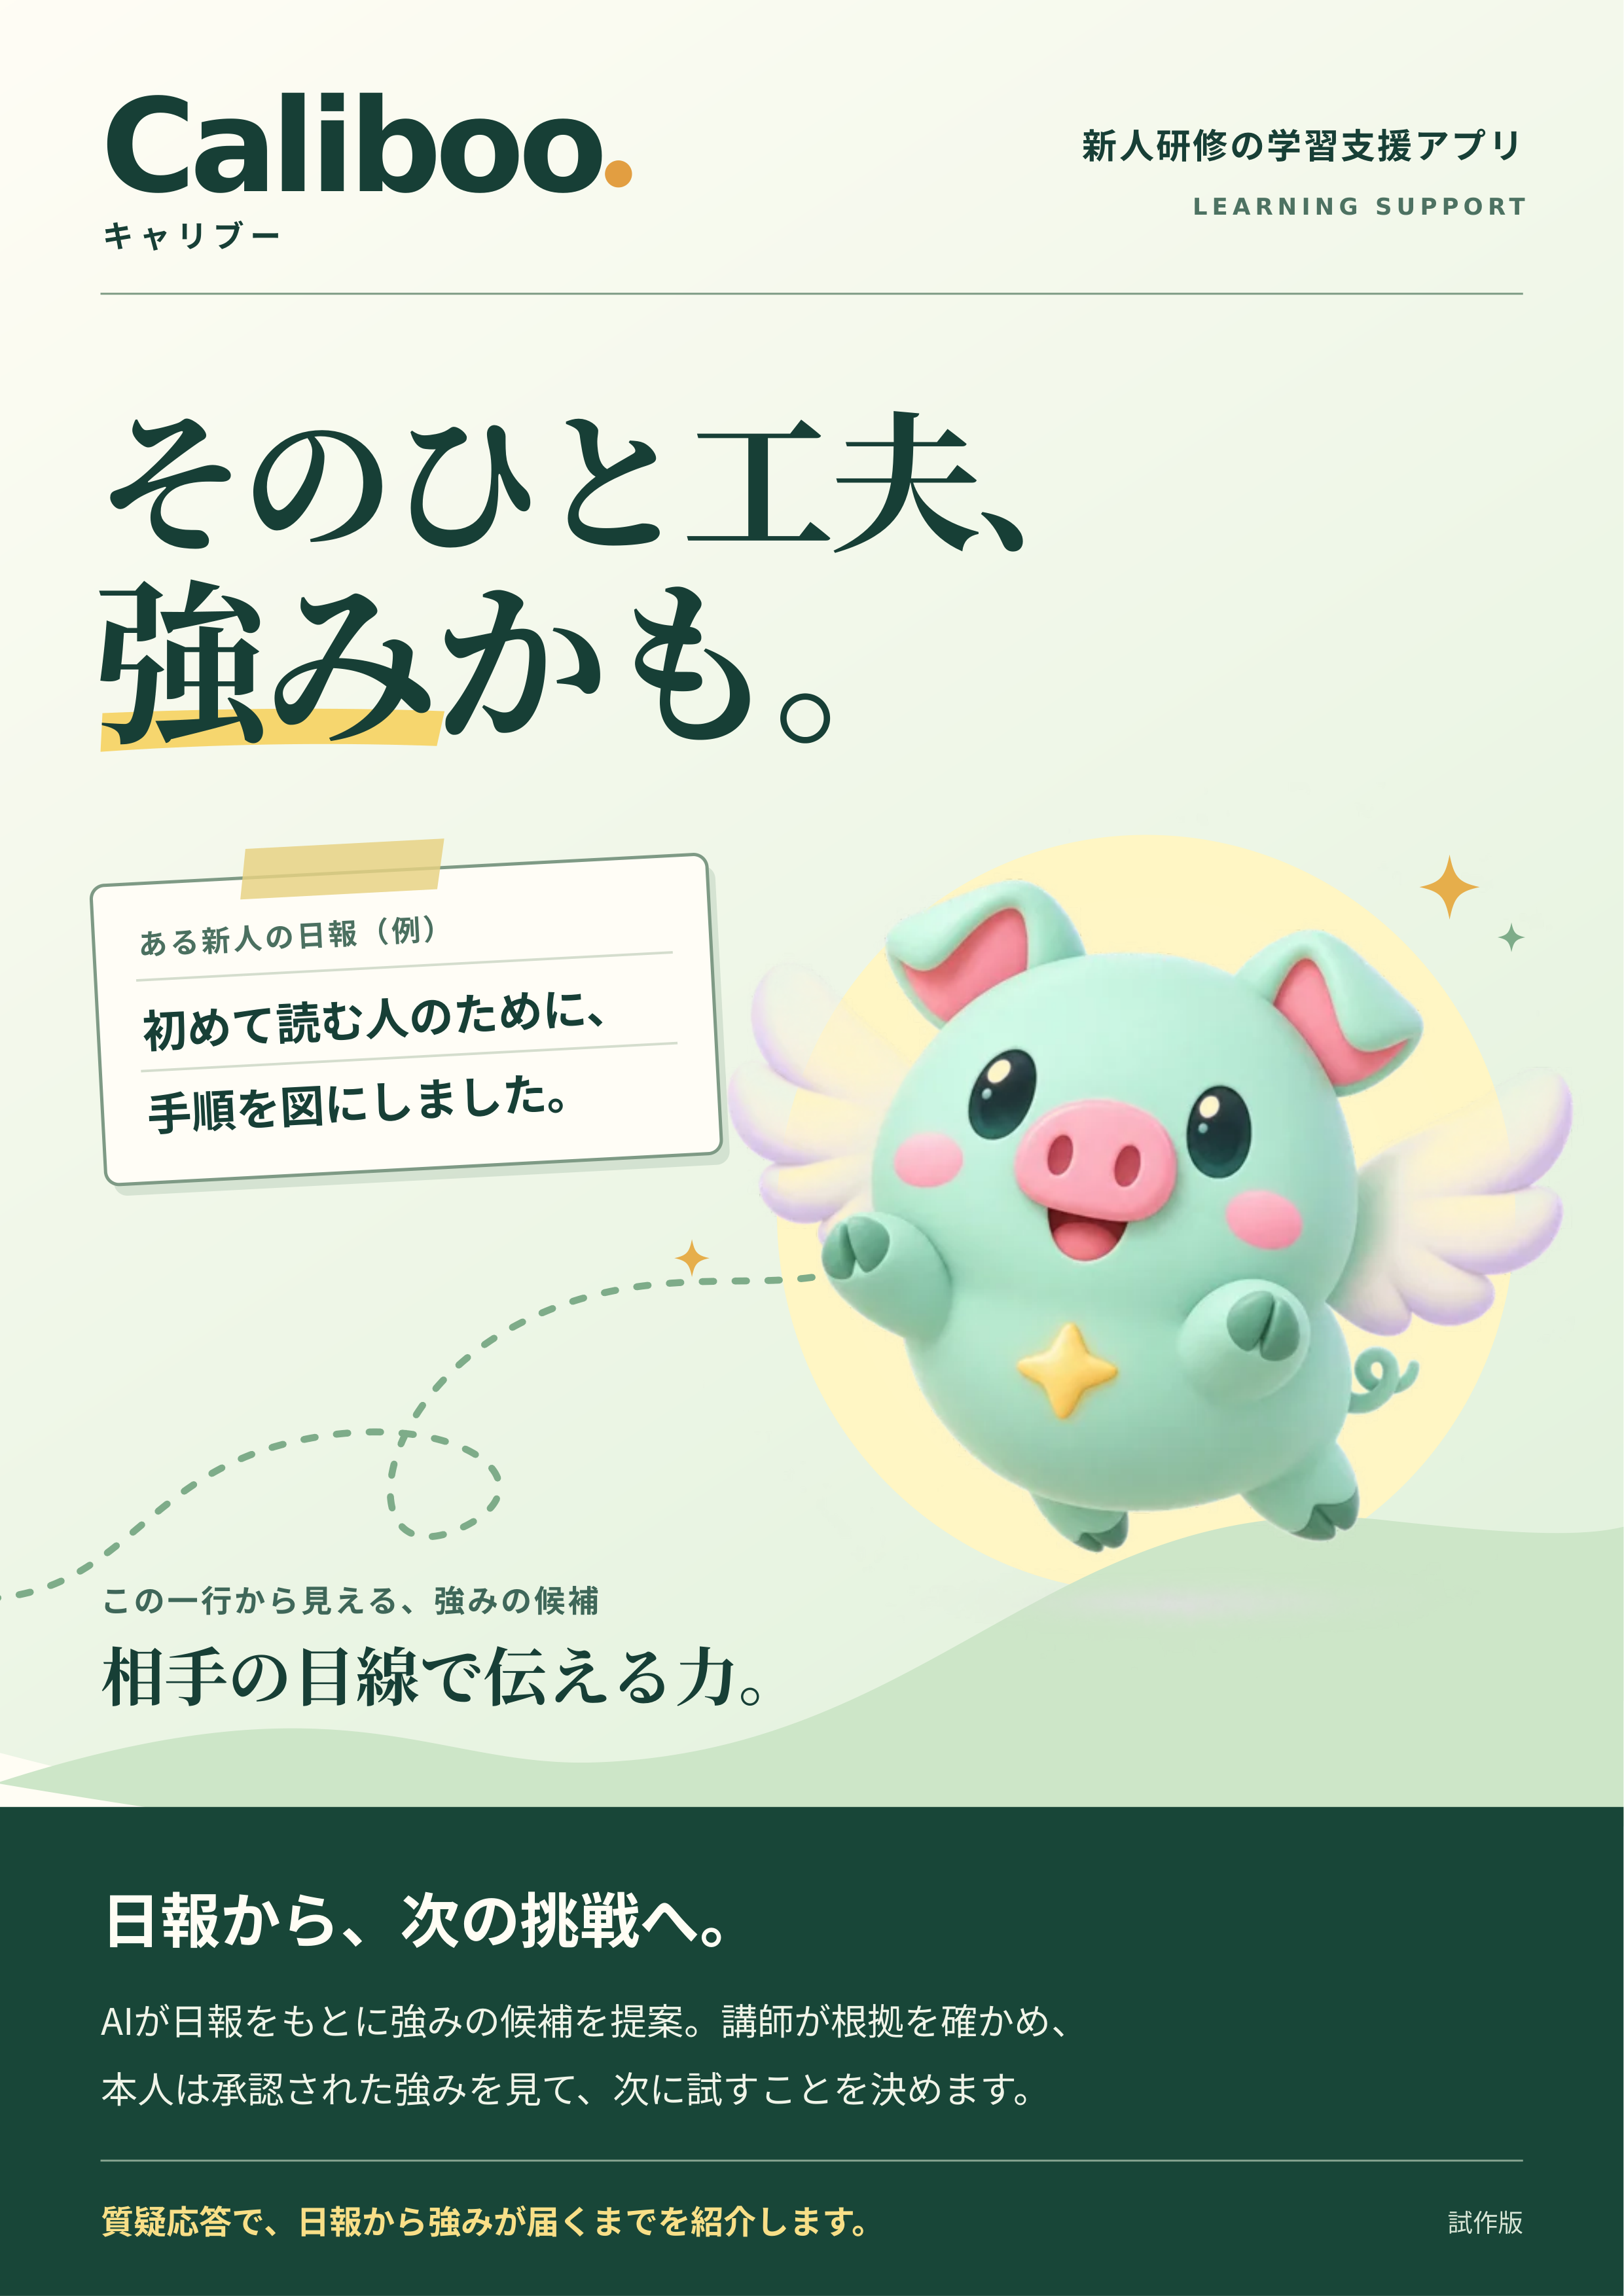 Caliboo.
キャリブー
新人研修の学習支援アプリ
LEARNING SUPPORT
そのひと工夫、
強みかも。
ある新人の日報（例）
初めて読む人のために、
手順を図にしました。
この一行から見える、強みの候補
相手の目線で伝える力。
日報から、次の挑戦へ。
AIが日報をもとに強みの候補を提案。講師が根拠を確かめ、
本人は承認された強みを見て、次に試すことを決めます。
質疑応答で、日報から強みが届くまでを紹介します。
試作版